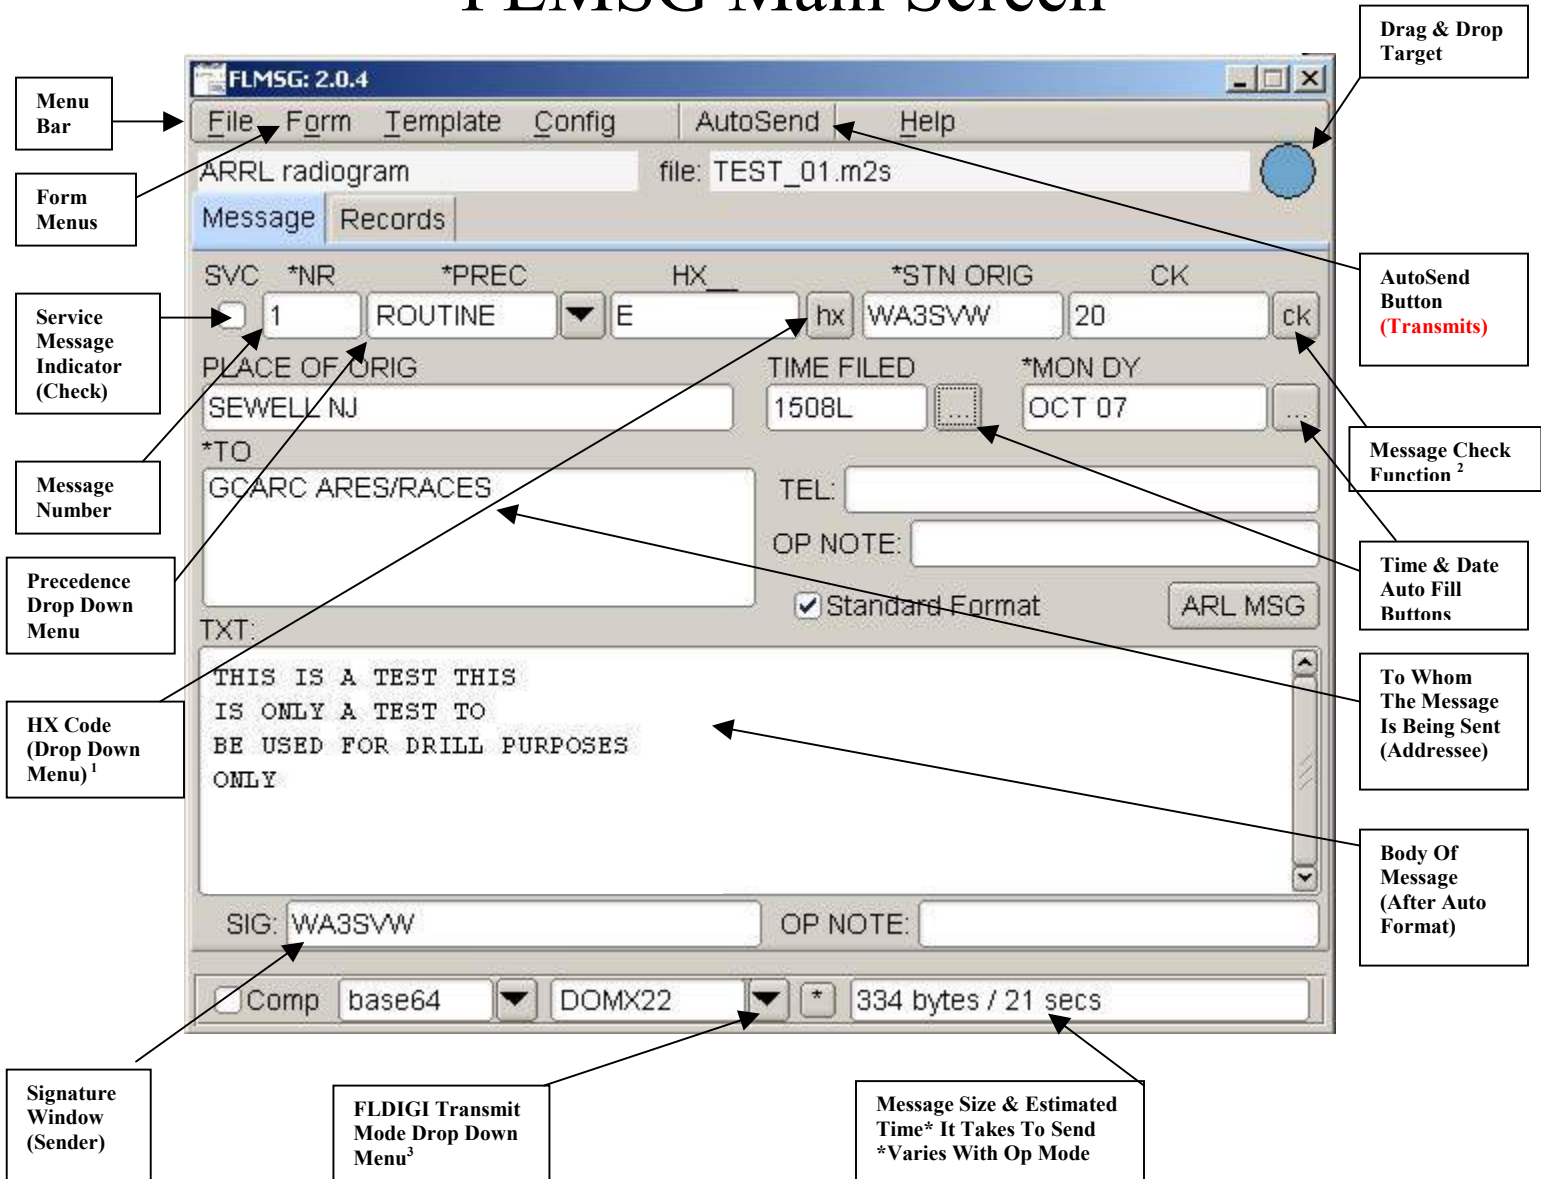 FLMSG Main Screen
Drag & Drop
Target
Menu
Bar
FLMSG: 2.0.4
File Form Template Config AutoSend Help
ARRL radiogram file: TEST_01.m2s
Form
Menus
Message Records
SVC *NR *PREC HX__ *STN ORIG CK
1 ROUTINE E hx WA3SVW 20 ck
AutoSend
Button
(Transmits)
Service
Message
Indicator
(Check)
PLACE OF ORIG TIME FILED *MON DY
SEWELL NJ 1508L ... OCT 07 ...
Message Check
Function 2
*TO
GCARC ARES/RACES
TEL:
OP NOTE:
Message
Number
Precedence
Drop Down
Menu
Time & Date
Auto Fill
Buttons
Standard Format ARL MSG
TXT:
THIS IS A TEST THIS
IS ONLY A TEST TO
BE USED FOR DRILL PURPOSES
ONLY
To Whom
The Message
Is Being Sent
(Addressee)
HX Code
(Drop Down
Menu) 1
Body Of
Message
(After Auto
Format)
SIG: WA3SVW OP NOTE:
Comp base64 DOMX22 * 334 bytes / 21 secs
Signature
Window
(Sender)
FLDIGI Transmit
Mode Drop Down
Menu3
Message Size & Estimated
Time* It Takes To Send
*Varies With Op Mode